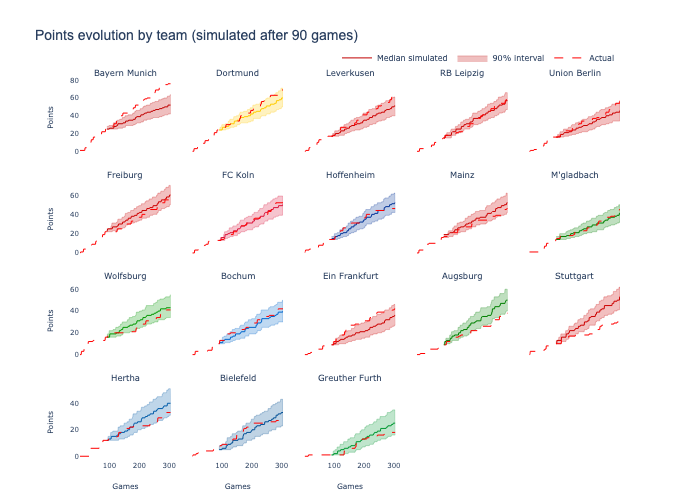 Points evolution by team (simulated after 90 games)
Median simulated 90% interval Actual
Bayern Munich Dortmund Leverkusen RB Leipzig Union Berlin
80
60
40
20
0
Points
Freiburg FC Koln Hoffenheim Mainz M'gladbach
60
40
20
0
Points
Wolfsburg Bochum Ein Frankfurt Augsburg Stuttgart
60
40
20
0
Points
Hertha Bielefeld Greuther Furth
40
20
0
Points
100 200 300 100 200 300 100 200 300
Games Games Games